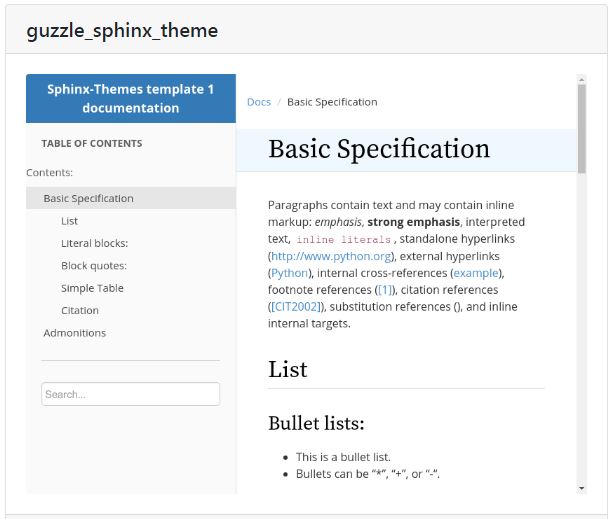 guzzle_sphinx_theme
Sphinx-Themes template 1
documentation
TABLE OF CONTENTS
Contents:
Basic Specification
List
Literal blocks:
Block quotes:
Simple Table
Citation
Admonitions
Search...
Docs / Basic Specification
Basic Specification
Paragraphs contain text and may contain inline
markup: emphasis, strong emphasis, interpreted
text, inline literals, standalone hyperlinks
(http://www.python.org), external hyperlinks
(Python), internal cross-references (example),
footnote references ([1]), citation references
([CIT2002]), substitution references (), and inline
internal targets.
List
Bullet lists:
• This is a bullet list.
• Bullets can be “*”, “+”, or “-“.